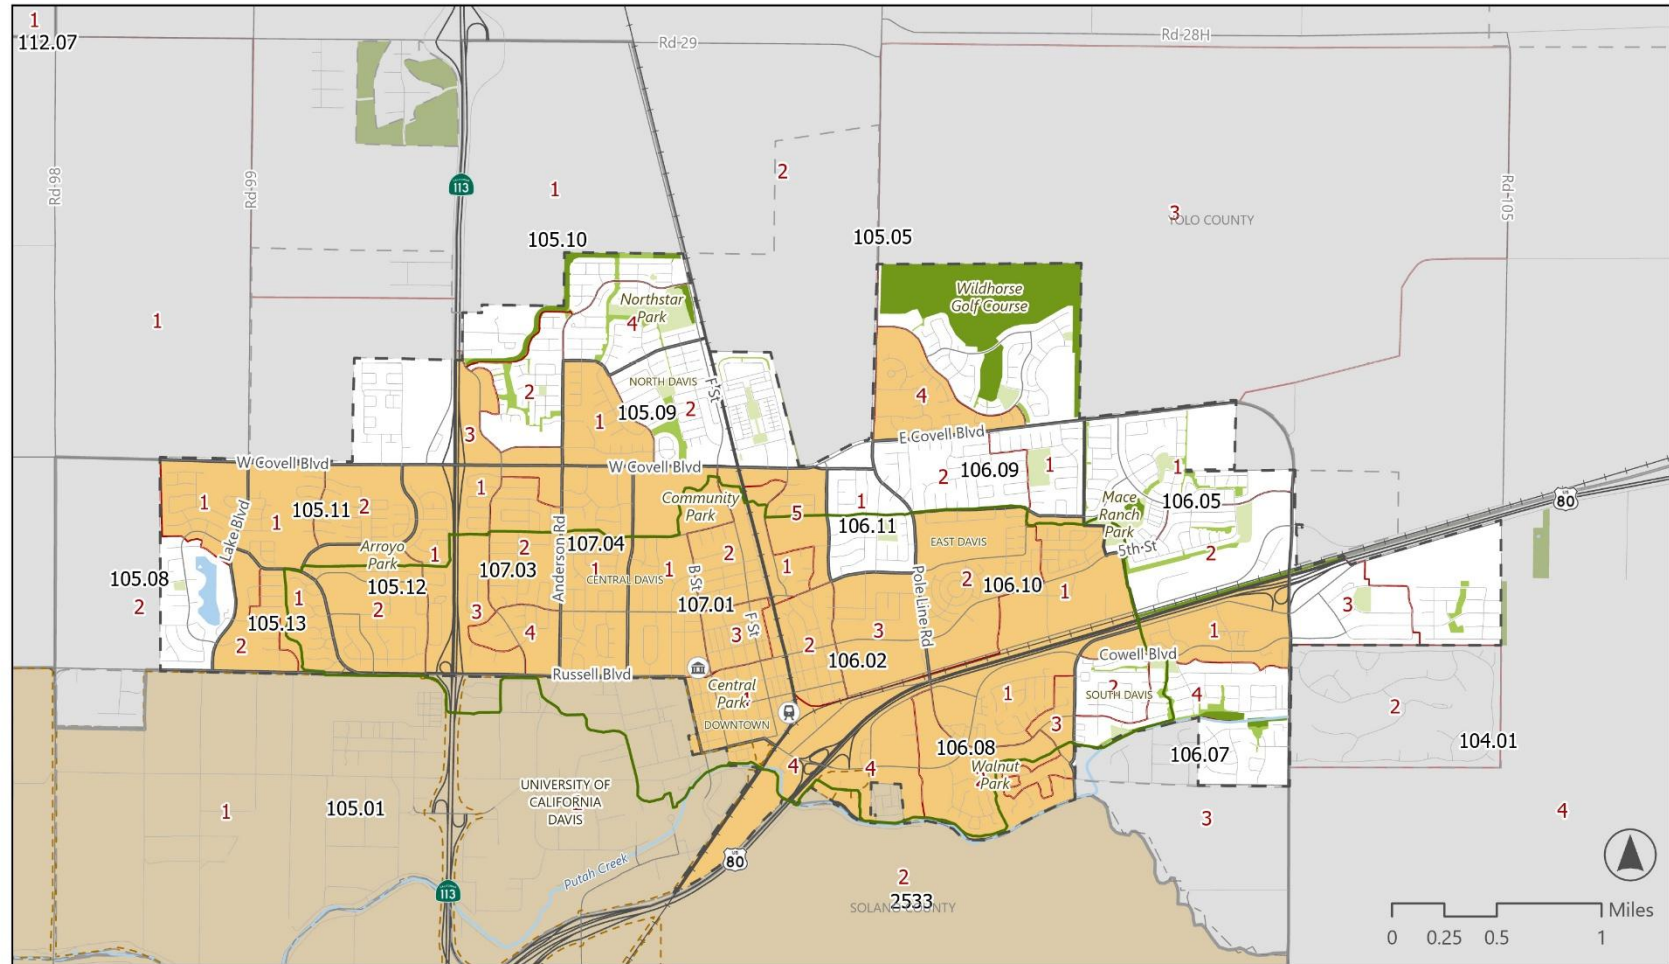 1
112.07
Rd 29
Rd 28H
Rd 98
Rd 99
113
1
2
3
YOLO COUNTY
Rd 105
105.10
105.05
Wildhorse
Golf Course
Northstar
Park
4
1
2
NORTH DAVIS
F St
105.09
2
1
4
3
E Covell Blvd
W Covell Blvd
W Covell Blvd
106.09
1
2
1
1
105.11
2
1
Lake Blvd
1
Community
Park
5
1
106.11
Mace
Ranch
Park
106.05
80
Anderson Rd
Arroyo
Park
1
2
107.04
107.03
CENTRAL DAVIS
1
1
B St
2
1
EAST DAVIS
5th St
2
105.08
2
1
105.12
2
107.01
2
106.10
1
Pole Line Rd
3
105.13
2
3
4
3
F St
2
3
106.02
1
Cowell Blvd
Russell Blvd
Central
Park
DOWNTOWN
1
3
2
SOUTH DAVIS
4
2
104.01
106.08
Walnut
Park
106.07
4
4
UNIVERSITY OF
CALIFORNIA
DAVIS
1
105.01
3
4
Putah Creek
US
80
113
2
2533
SOLANO COUNTY
Miles
0
0.25
0.5
1